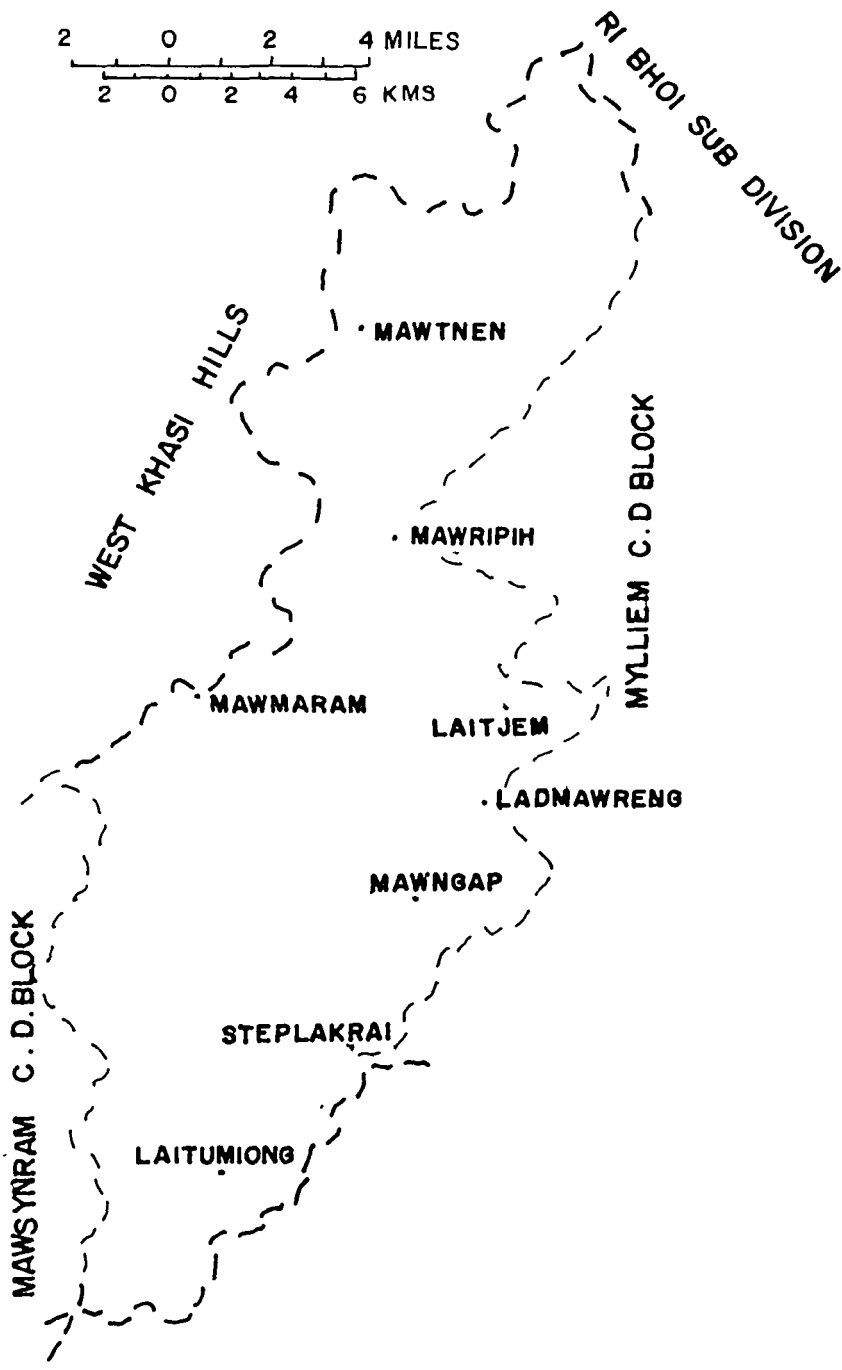 2 0 2 4 MILES
2 0 2 4 6 KMS
RI BHOI SUB DIVISION
MAWTNEN
WEST KHASI HILLS
MYLLIEM C.D BLOCK
MAWRIPIH
MAWMARAM
LAITJEM
LADMAWRENG
MAWNGAP
MAWSYNRAM C.D.BLOCK
STEPLAKRAI
LAITUMIONG